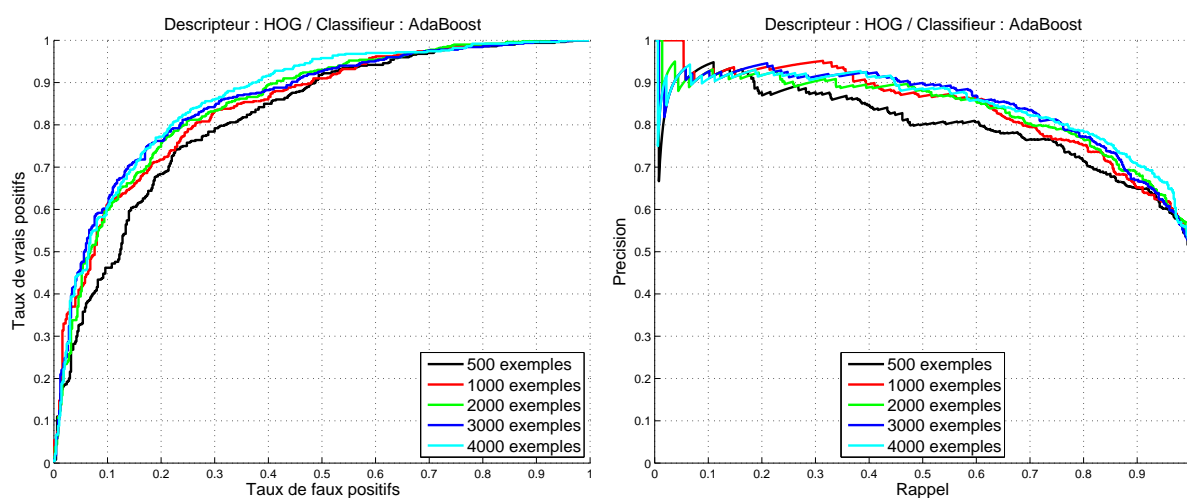 Descripteur : HOG / Classifieur : AdaBoost
1
0.9
0.8
0.7
0.6
0.5
0.4
0.3
0.2
0.1
0
Taux de vrais positifs
500 exemples
1000 exemples
2000 exemples
3000 exemples
4000 exemples
0 0.1 0.2 0.3 0.4 0.5 0.6 0.7 0.8 0.9 1
Taux de faux positifs
Descripteur : HOG / Classifieur : AdaBoost
1
0.9
0.8
0.7
0.6
0.5
0.4
0.3
0.2
0.1
0
Precision
500 exemples
1000 exemples
2000 exemples
3000 exemples
4000 exemples
0 0.1 0.2 0.3 0.4 0.5 0.6 0.7 0.8 0.9
Rappel